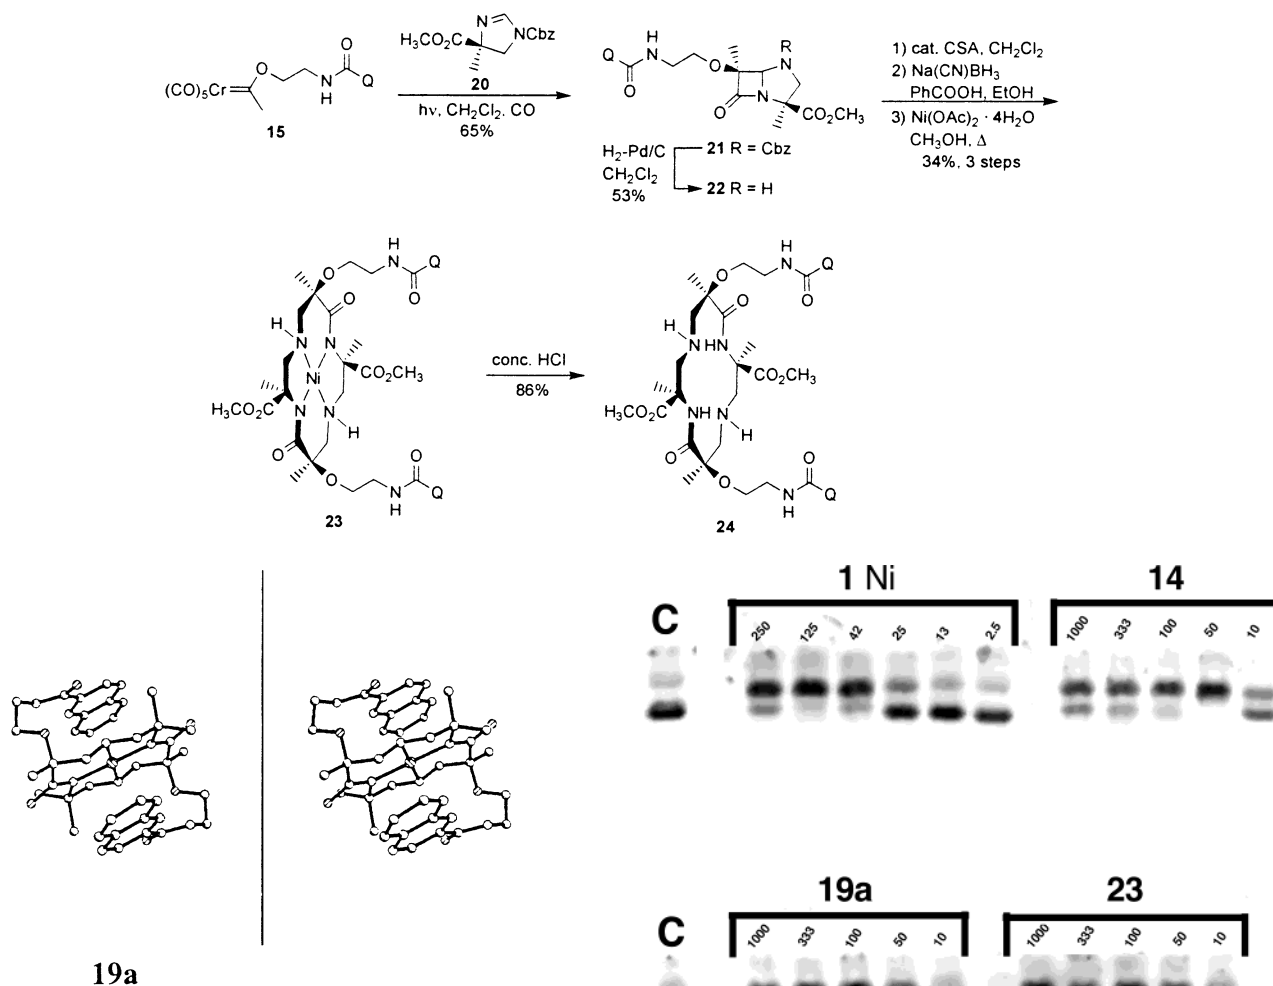 (CO)5Cr
O
N
H
O
Q
15
CH3O2C
N
NCbz
20
hν, CH2Cl2. CO
65%
Q
O
H
N
O
O
N
R
N
CO2CH3
H2-Pd/C
CH2Cl2
53%
21 R = Cbz
22 R = H
1) cat. CSA, CH2Cl2
2) Na(CN)BH3
PhCOOH, EtOH
3) Ni(OAc)2 · 4H2O
CH3OH, Δ
34%, 3 steps
H
N
O
Q
O
O
H
N
N
Ni
CO2CH3
H3CO2C
N
N
H
O
O
O
N
H
Q
23
conc. HCl
86%
H
N
O
Q
O
O
H
N
HN
CO2CH3
H3CO2C
NH
N
H
O
O
O
N
H
Q
24
C
1 Ni
250 125 42 25 13 2.5
14
1000 333 100 50 10
19a
C
19a
1000 333 100 50 10
23
1000 333 100 50 10